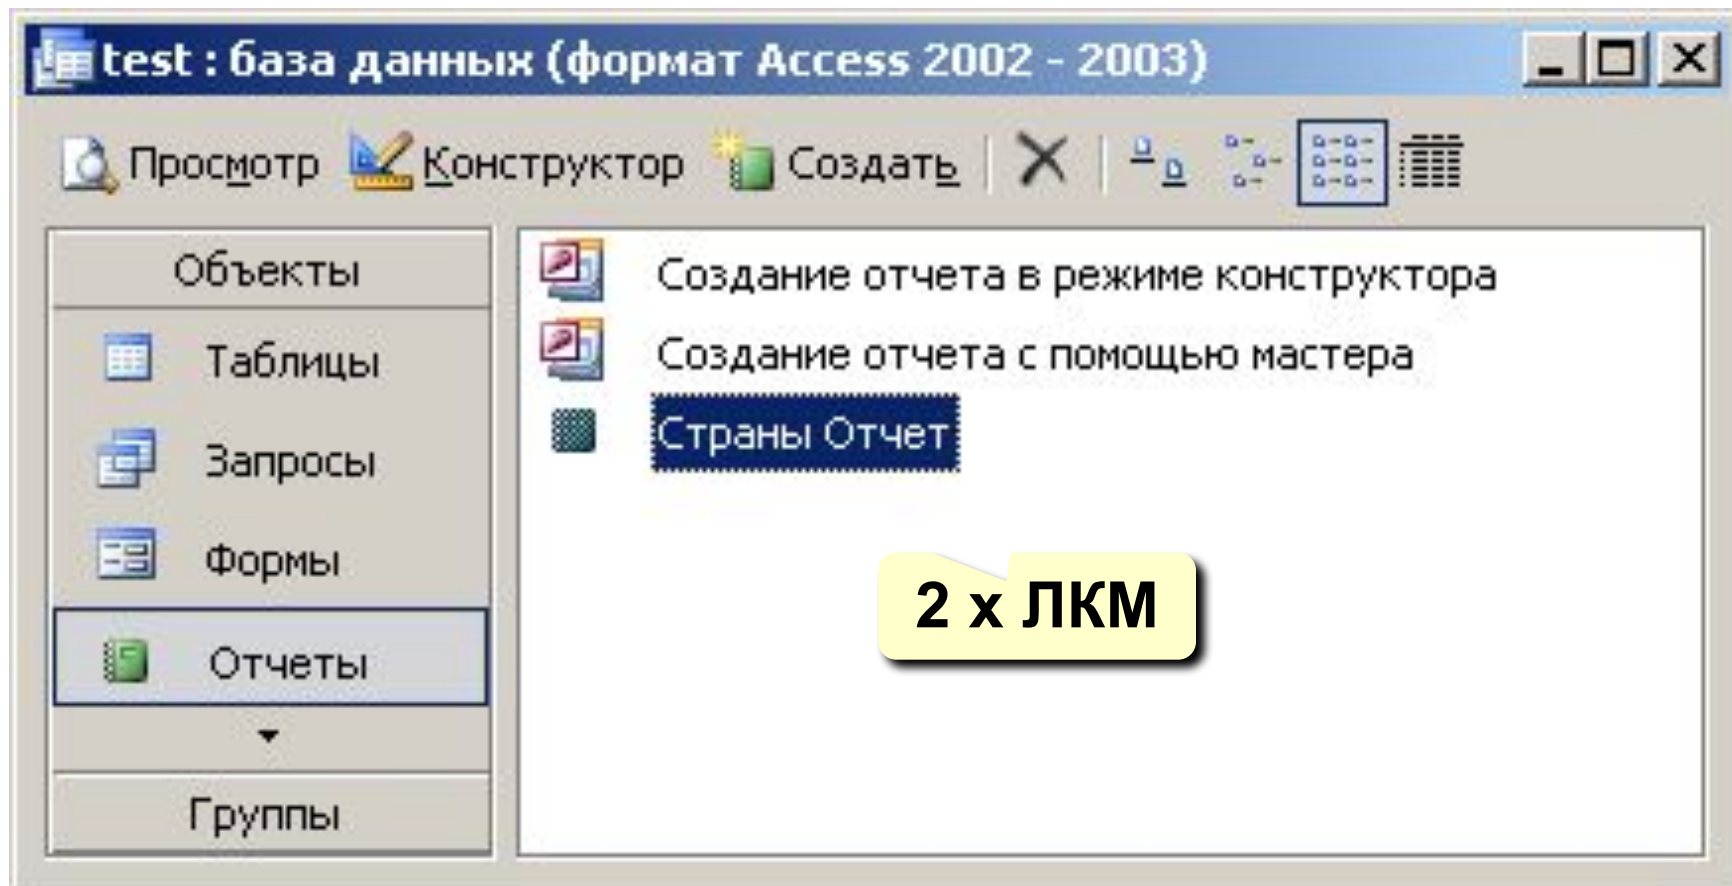 test : база данных (формат Access 2002 - 2003)
Просмотр Конструктор Создать
Объекты
Таблицы
Запросы
Формы
Отчеты
Группы
Создание отчета в режиме конструктора
Создание отчета с помощью мастера
Страны Отчет
2 x ЛКМ